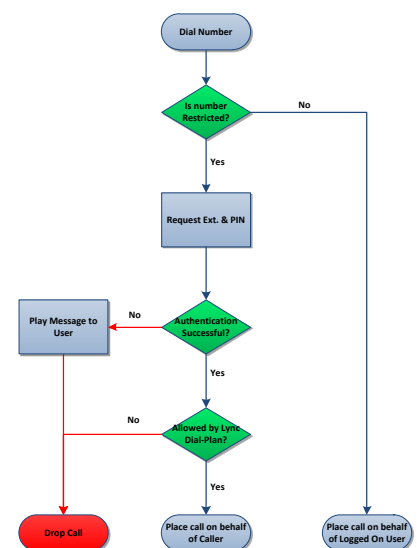 Dial Number
Is number
Restricted?
No
Yes
Request Ext. & PIN
Authentication
Successful?
No
Play Message to
User
Yes
Allowed by Lync
Dial-Plan?
No
Yes
Drop Call
Place call on behalf
of Caller
Place call on behalf
of Logged On User